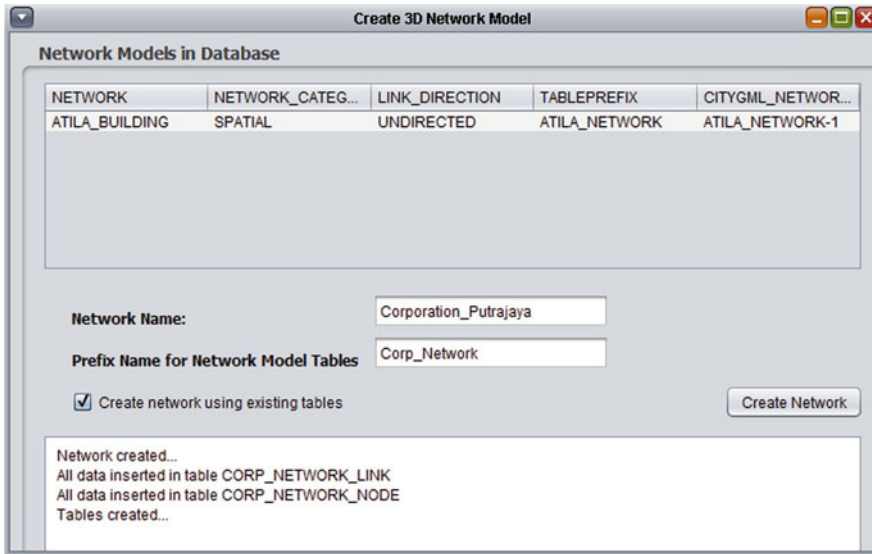 Create 3D Network Model
Network Models in Database
NETWORK NETWORK_CATEG... LINK_DIRECTION TABLEPREFIX CITYGML_NETWOR...
ATILA_BUILDING SPATIAL UNDIRECTED ATILA_NETWORK ATILA_NETWORK-1
Network Name: Corporation_Putrajaya
Prefix Name for Network Model Tables Corp_Network
Create network using existing tables Create Network
Network created...
All data inserted in table CORP_NETWORK_LINK
All data inserted in table CORP_NETWORK_NODE
Tables created...